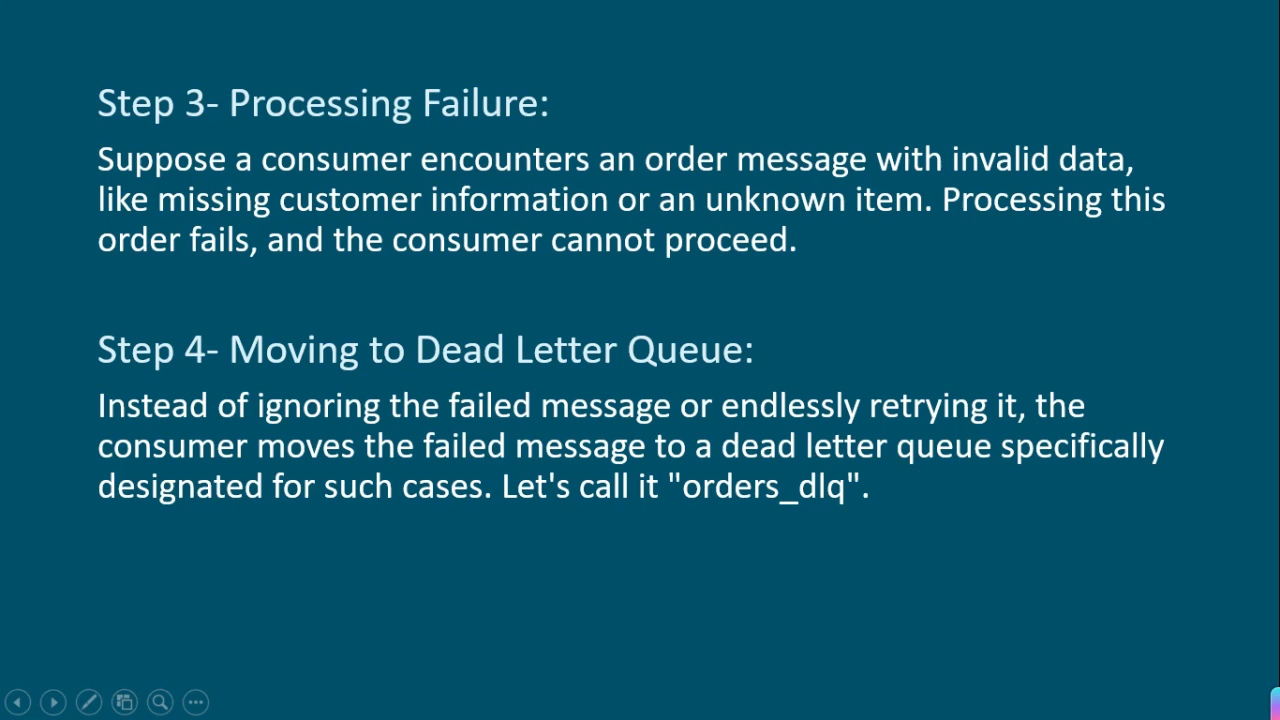 Step 3- Processing Failure:
Suppose a consumer encounters an order message with invalid data,
like missing customer information or an unknown item. Processing this
order fails, and the consumer cannot proceed.
Step 4- Moving to Dead Letter Queue:
Instead of ignoring the failed message or endlessly retrying it, the
consumer moves the failed message to a dead letter queue specifically
designated for such cases. Let's call it "orders_dlq".